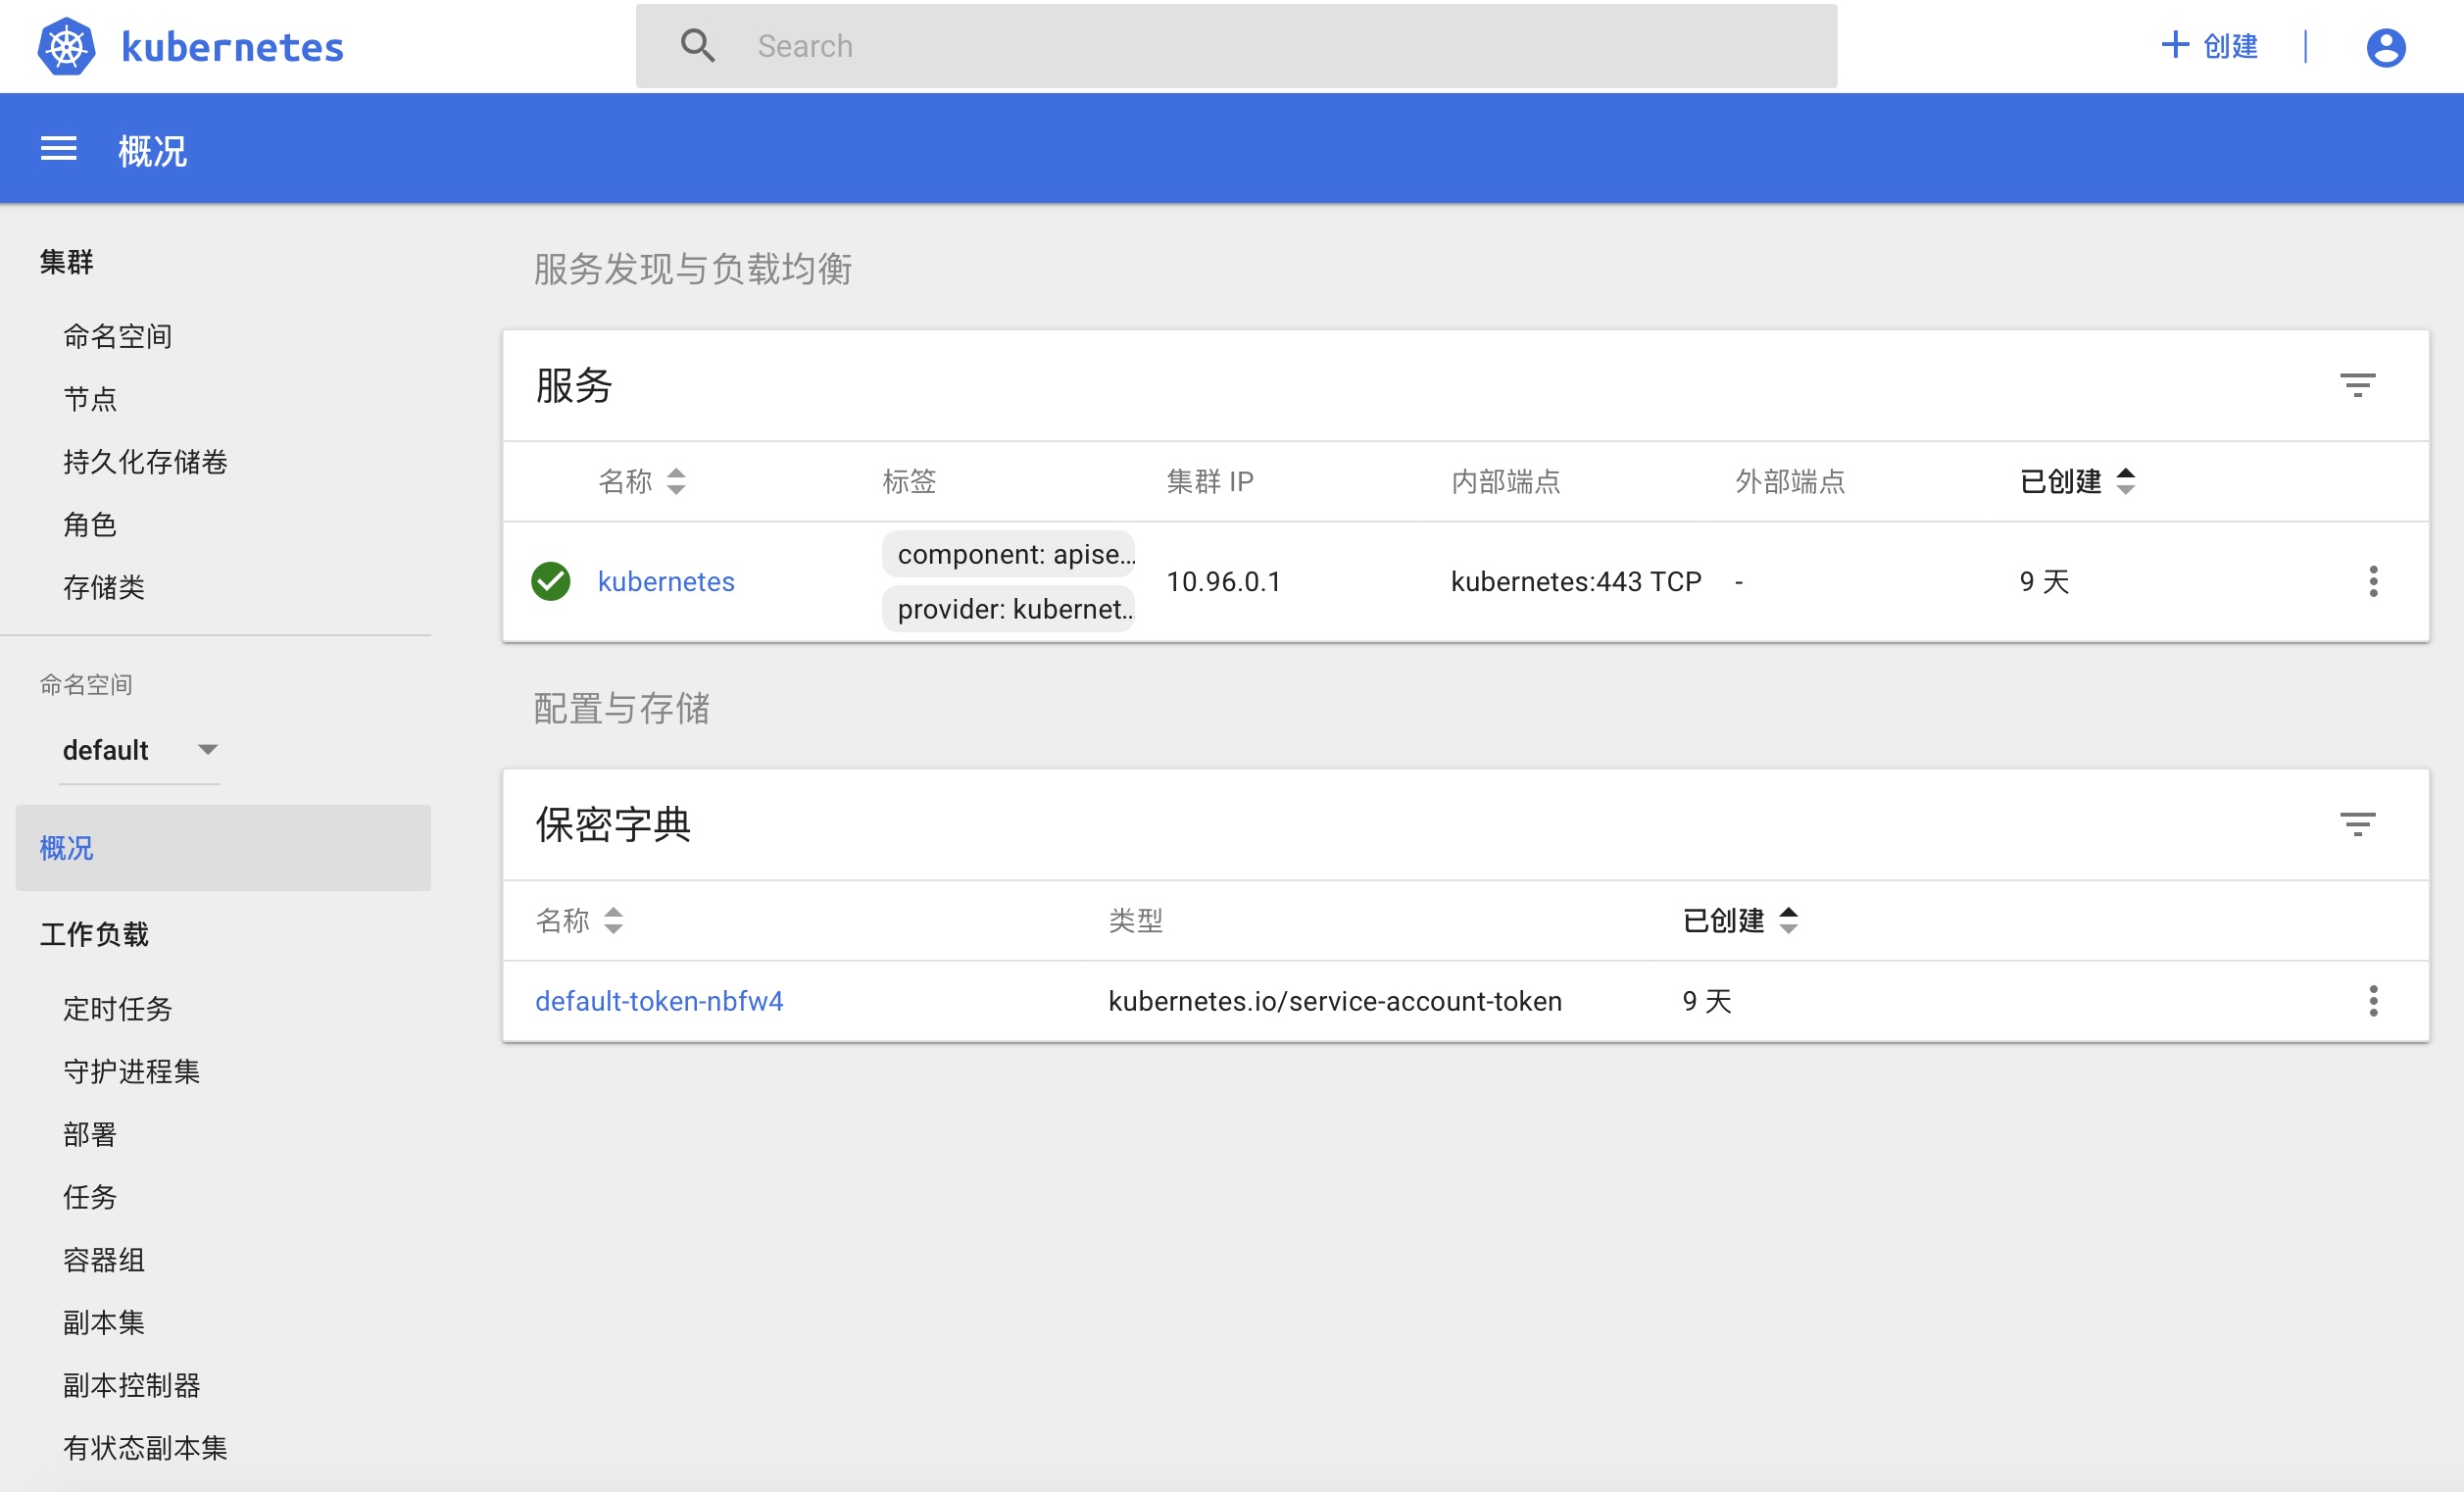 kubernetes
Search
创建
概况
集群
命名空间
节点
持久化存储卷
角色
存储类
命名空间
default
概况
工作负载
定时任务
守护进程集
部署
任务
容器组
副本集
副本控制器
有状态副本集
服务发现与负载均衡
服务
名称 标签 集群 IP 内部端点 外部端点 已创建
kubernetes component: apise... provider: kubernet... 10.96.0.1 kubernetes:443 TCP - 9 天
配置与存储
保密字典
名称 类型 已创建
default-token-nbfw4 kubernetes.io/service-account-token 9 天